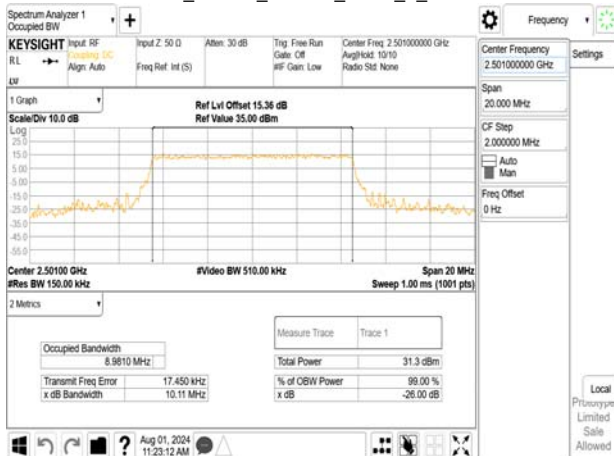 Spectrum Analyzer 1
Occupied BW
+
Frequency
KEYSIGHT
RL
Input: RF
Coupling: DC
Align: Auto
Input Z: 50 Ω
Freq Ref: Int (S)
Atten: 30 dB
Trig: Free Run
Gate: Off
#IF Gain: Low
Center Freq: 2.501000000 GHz
Avg|Hold: 10/10
Radio Std: None
Center Frequency
2.501000000 GHz
Settings
Span
20.000 MHz
CF Step
2.000000 MHz
Auto
Man
Freq Offset
0 Hz
1 Graph
Scale/Div 10.0 dB
Ref Lvl Offset 15.36 dB
Ref Value 35.00 dBm
Log
25.0
15.0
5.00
-5.00
-15.0
-25.0
-35.0
-45.0
-55.0
Center 2.50100 GHz
#Res BW 150.00 kHz
#Video BW 510.00 kHz
Span 20 MHz
Sweep 1.00 ms (1001 pts)
2 Metrics
Measure Trace
Trace 1
Occupied Bandwidth
8.9810 MHz
Total Power
31.3 dBm
Transmit Freq Error
17.450 kHz
% of OBW Power
99.00 %
x dB Bandwidth
10.11 MHz
x dB
-26.00 dB
Local
Prototype
Limited
Sale
Allowed
?
Aug 01, 2024
11:23:12 AM